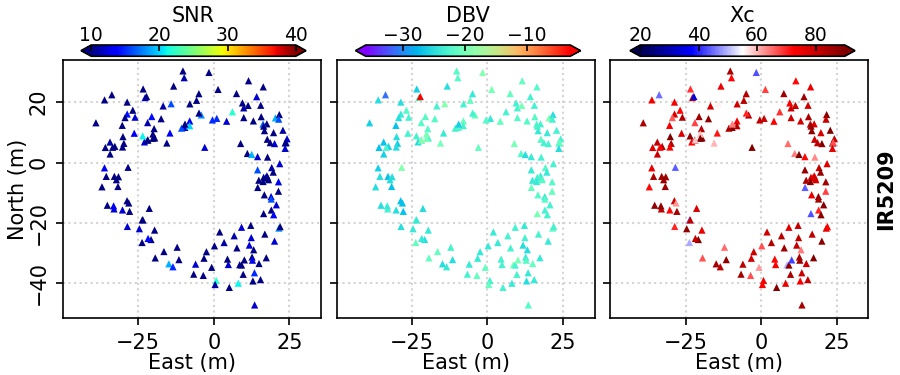 SNR DBV Xc
10 20 30 40 −30 −20 −10 20 40 60 80
20
0
−20
−40
North (m)
IR5209
−25 0 25 −25 0 25 −25 0 25
East (m) East (m) East (m)